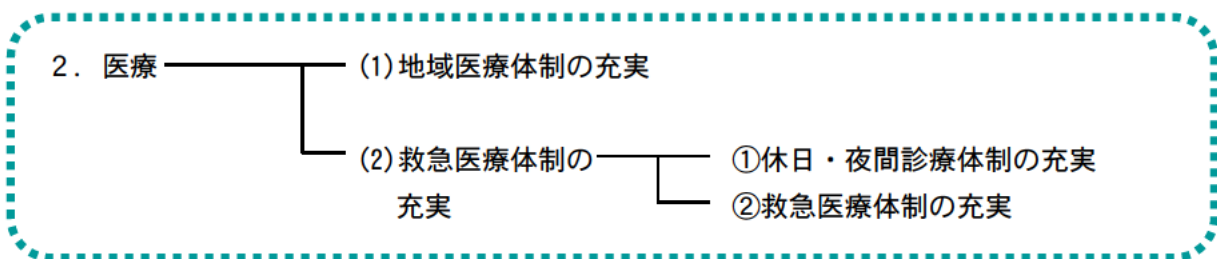 2．医療
(1)地域医療体制の充実
(2)救急医療体制の
充実
①休日・夜間診療体制の充実
②救急医療体制の充実